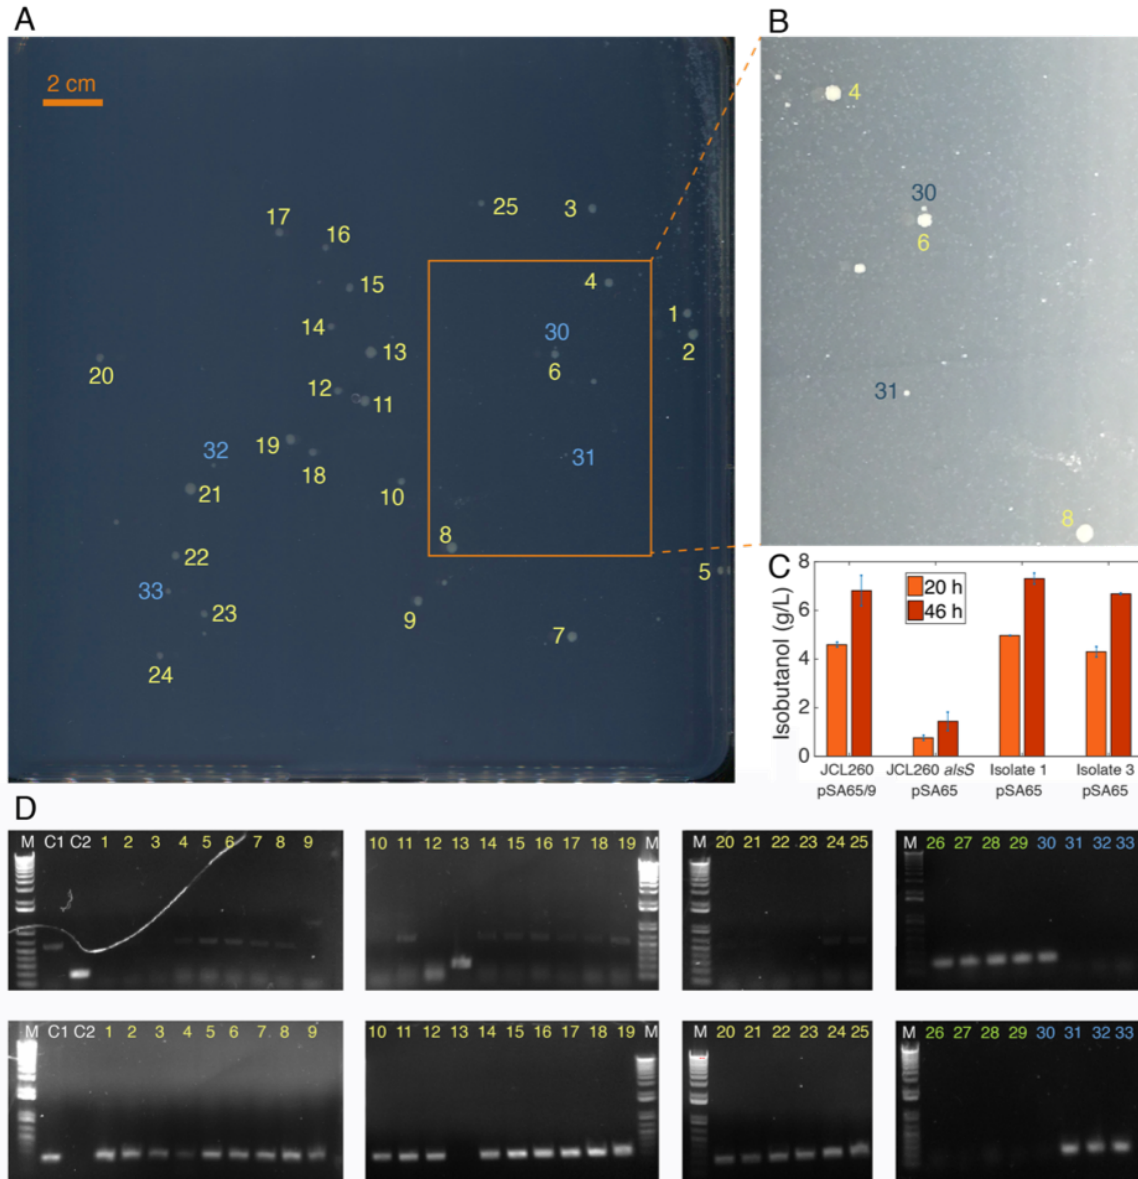 A
B
2 cm
4
30
6
31
8
17
16
25
3
15
4
14
1
30
13
2
6
20
12
11
32
19
31
18
21
10
8
22
5
33
23
9
7
24
C
Isobutanol (g/L)
8
6
4
2
0
20 h
46 h
JCL260 pSA65/9
JCL260 alsS pSA65
Isolate 1 pSA65
Isolate 3 pSA65
D
M C1 C2 1 2 3 4 5 6 7 8 9
10 11 12 13 14 15 16 17 18 19 M
M 20 21 22 23 24 25
M 26 27 28 29 30 31 32 33
M C1 C2 1 2 3 4 5 6 7 8 9
10 11 12 13 14 15 16 17 18 19 M
M 20 21 22 23 24 25
M 26 27 28 29 30 31 32 33